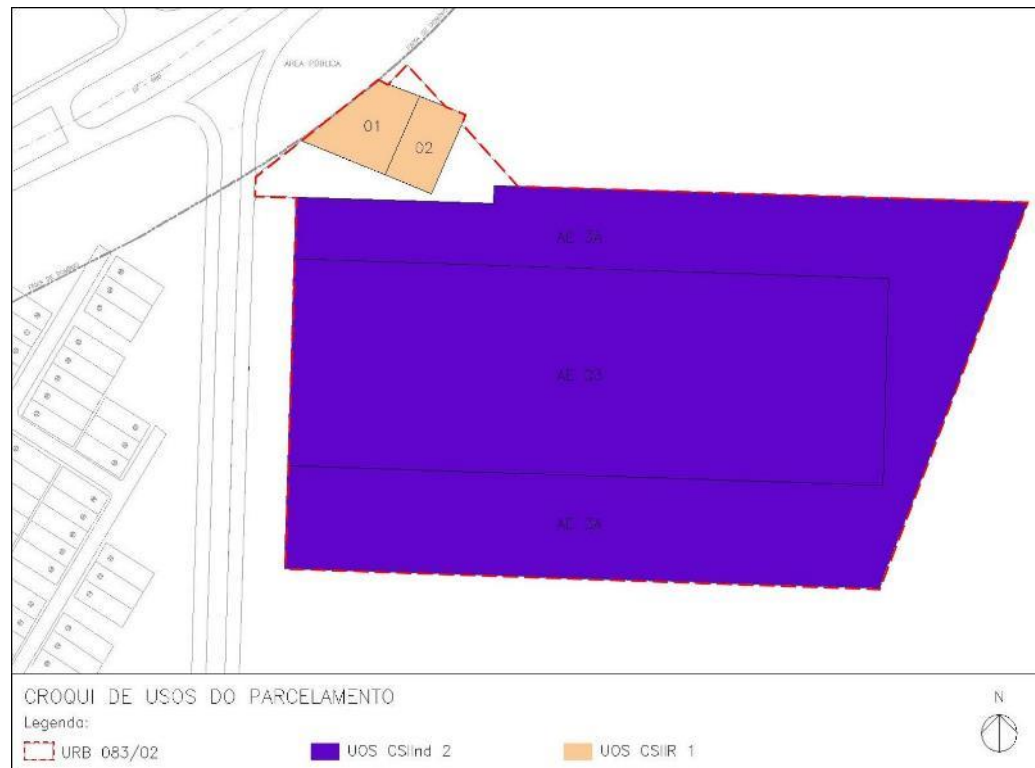 ÁREA PÚBLICA
01
02
AE 3A
AE 03
AE 3A
CROQUI DE USOS DO PARCELAMENTO
Legenda:
URB 083/02
UOS CSIInd 2
UOS CSIIR 1
N